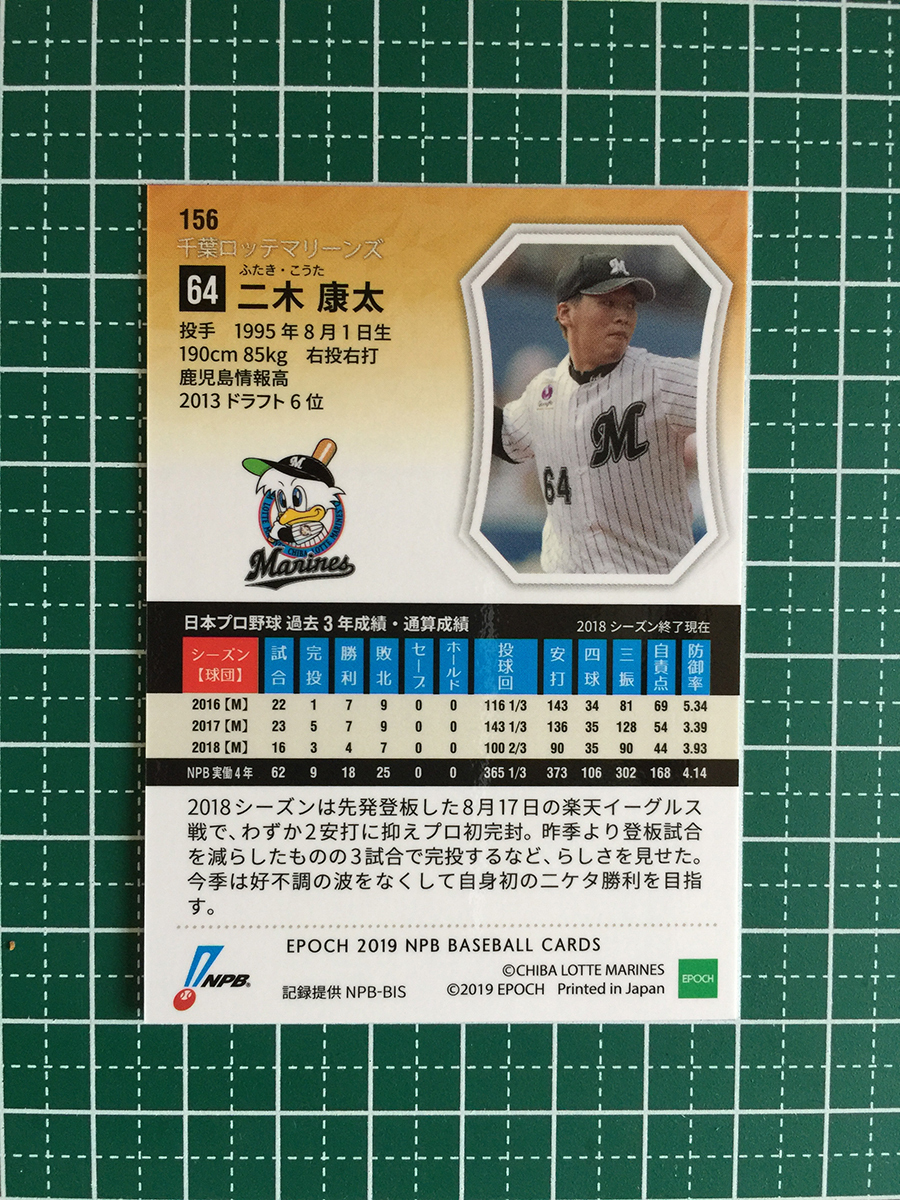 156
千葉ロッテマリーンズ
ふたき・こうた
64 二木 康太
投手 1995年8月1日生
190cm 85kg 右投右打
鹿児島情報高
2013 ドラフト 6 位
M
M
64
M
LOTTE MARINES
CHIBA LOTTE MARINES
Marines
日本プロ野球 過去 3 年成績・通算成績 2018 シーズン終了現在
シーズン【球団】 試合 完投 勝利 敗北 セーブ ホールド 投球回 安打 四球 三振 自責点 防御率
2016【M】 22 1 7 9 0 0 116 1/3 143 34 81 69 5.34
2017【M】 23 5 7 9 0 0 143 1/3 136 35 128 54 3.39
2018【M】 16 3 4 7 0 0 100 2/3 90 35 90 44 3.93
NPB 実働 4 年 62 9 18 25 0 0 365 1/3 373 106 302 168 4.14
2018シーズンは先発登板した8月17日の楽天イーグルス
戦で、わずか2安打に抑えプロ初完封。昨季より登板試合
を減らしたものの3試合で完投するなど、らしさを見せた。
今季は好不調の波をなくして自身初の二ケタ勝利を目指
す。
EPOCH 2019 NPB BASEBALL CARDS
NPB®
記録提供 NPB-BIS
©CHIBA LOTTE MARINES
©2019 EPOCH Printed in Japan
EPOCH